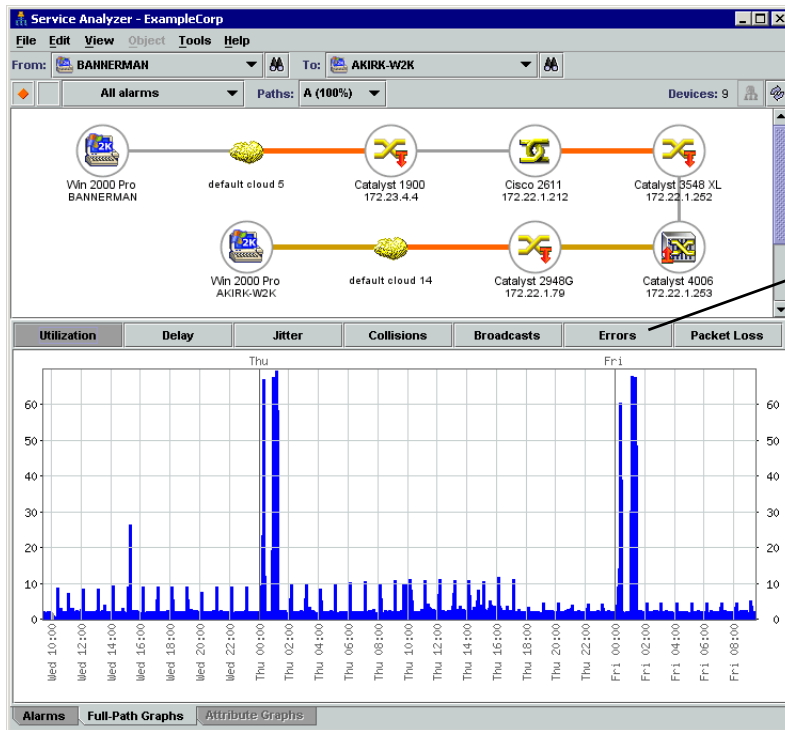 Service Analyzer - ExampleCorp
File Edit View Object Tools Help
From: BANNERMAN To: AKIRK-W2K
All alarms Paths: A (100%) Devices: 9
2K
Win 2000 Pro
BANNERMAN
default cloud 5
Catalyst 1900
172.23.4.4
Cisco 2611
172.22.1.212
Catalyst 3548 XL
172.22.1.252
2K
Win 2000 Pro
AKIRK-W2K
default cloud 14
Catalyst 2948G
172.22.1.79
Catalyst 4006
172.22.1.253
Utilization Delay Jitter Collisions Broadcasts Errors Packet Loss
Thu Fri
60 60
50 50
40 40
30 30
20 20
10 10
0 0
Wed 10:00
Wed 12:00
Wed 14:00
Wed 16:00
Wed 18:00
Wed 20:00
Wed 22:00
Thu 00:00
Thu 02:00
Thu 04:00
Thu 06:00
Thu 08:00
Thu 10:00
Thu 12:00
Thu 14:00
Thu 16:00
Thu 18:00
Thu 20:00
Thu 22:00
Fri 00:00
Fri 02:00
Fri 04:00
Fri 06:00
Fri 08:00
Alarms Full-Path Graphs Attribute Graphs